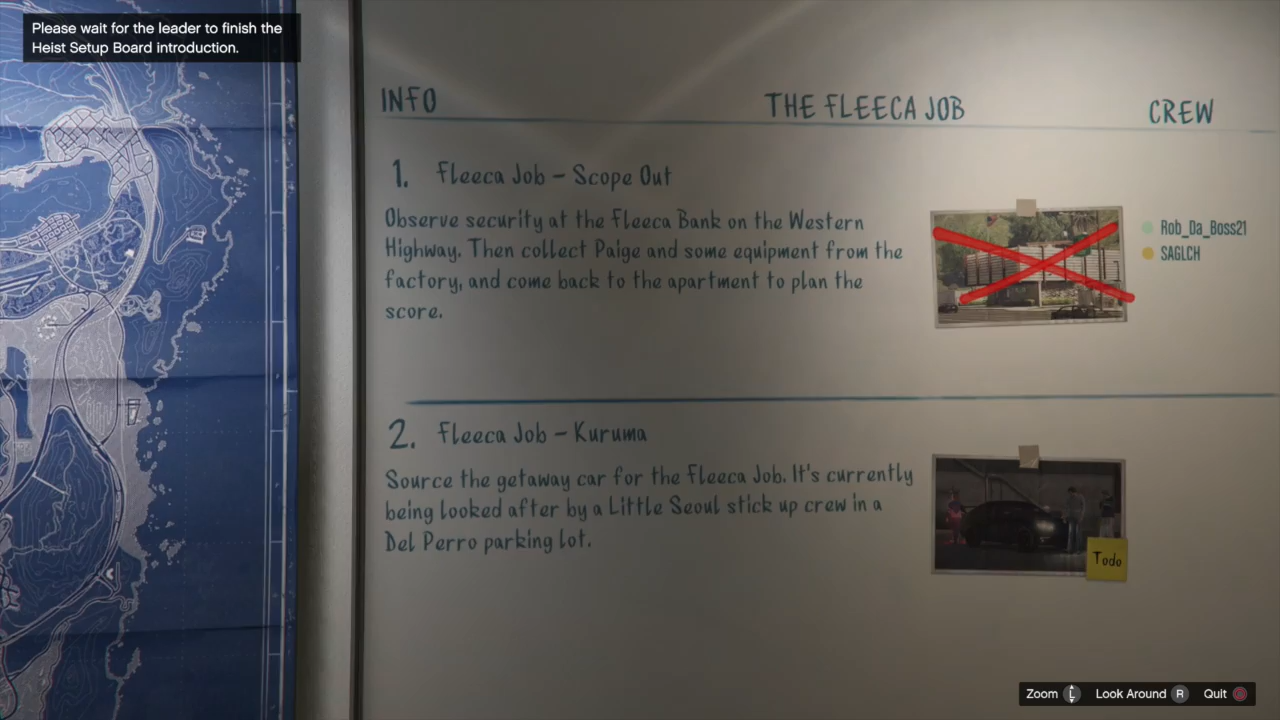 Please wait for the leader to finish the
Heist Setup Board introduction.
INFO
THE FLEECA JOB
CREW
1. Fleeca Job - Scope Out
Observe security at the Fleeca Bank on the Western
Highway. Then collect Paige and some equipment from the
factory, and come back to the apartment to plan the
score.
Rob_Da_Boss21
SAGLCH
2. Fleeca Job - Kuruma
Source the getaway car for the Fleeca Job. It's currently
being looked after by a Little Seoul stick up crew in a
Del Perro parking lot.
Todo
Zoom L Look Around R Quit